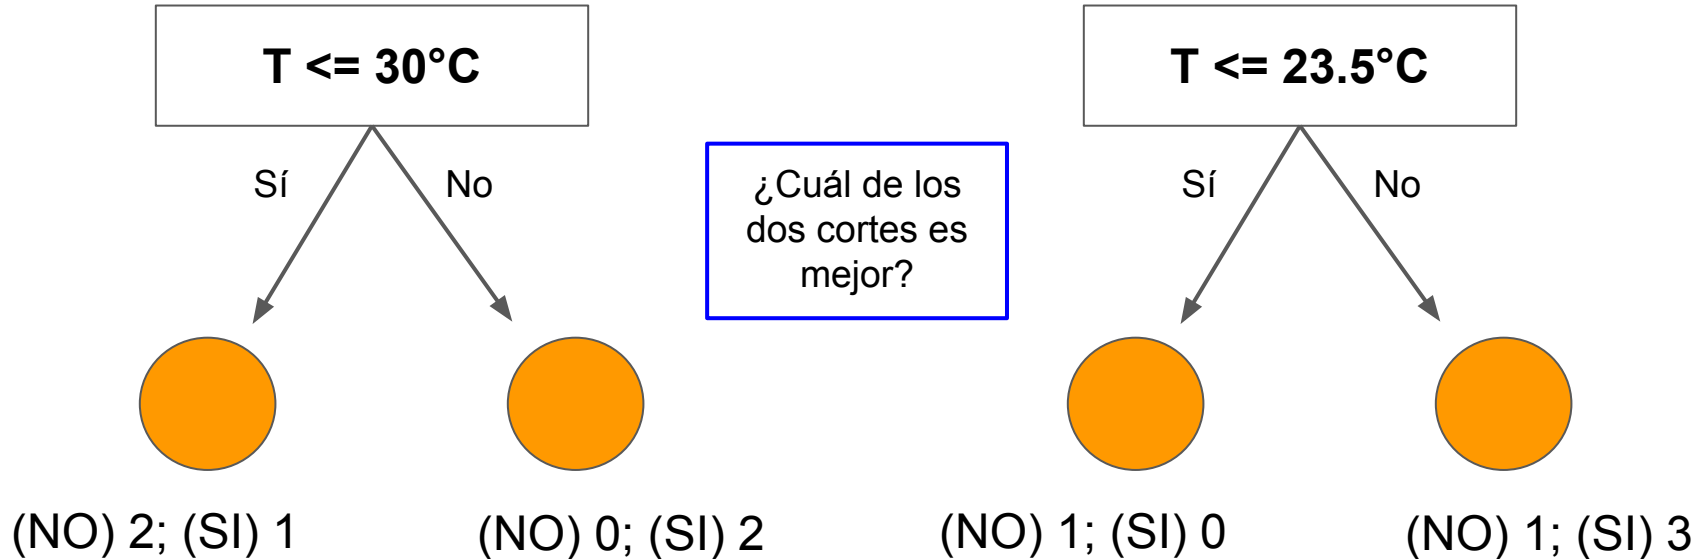 T <= 30°C
T <= 23.5°C
Sí
No
¿Cuál de los
dos cortes es
mejor?
Sí
No
(NO) 2; (SI) 1
(NO) 0; (SI) 2
(NO) 1; (SI) 0
(NO) 1; (SI) 3